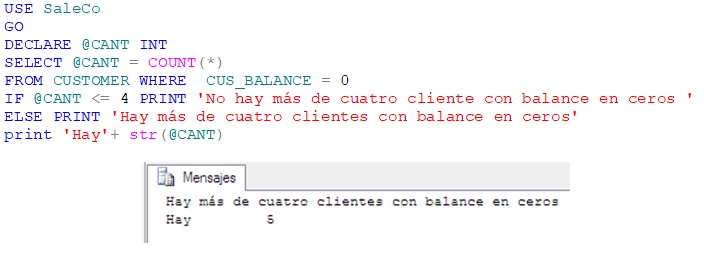 USE SaleCo
GO
DECLARE @CANT INT
SELECT @CANT = COUNT(*)
FROM CUSTOMER WHERE  CUS_BALANCE = 0
IF @CANT <= 4 PRINT 'No hay más de cuatro cliente con balance en ceros '
ELSE PRINT 'Hay más de cuatro clientes con balance en ceros'
print 'Hay'+ str(@CANT)
Mensajes
Hay más de cuatro clientes con balance en ceros
Hay         5